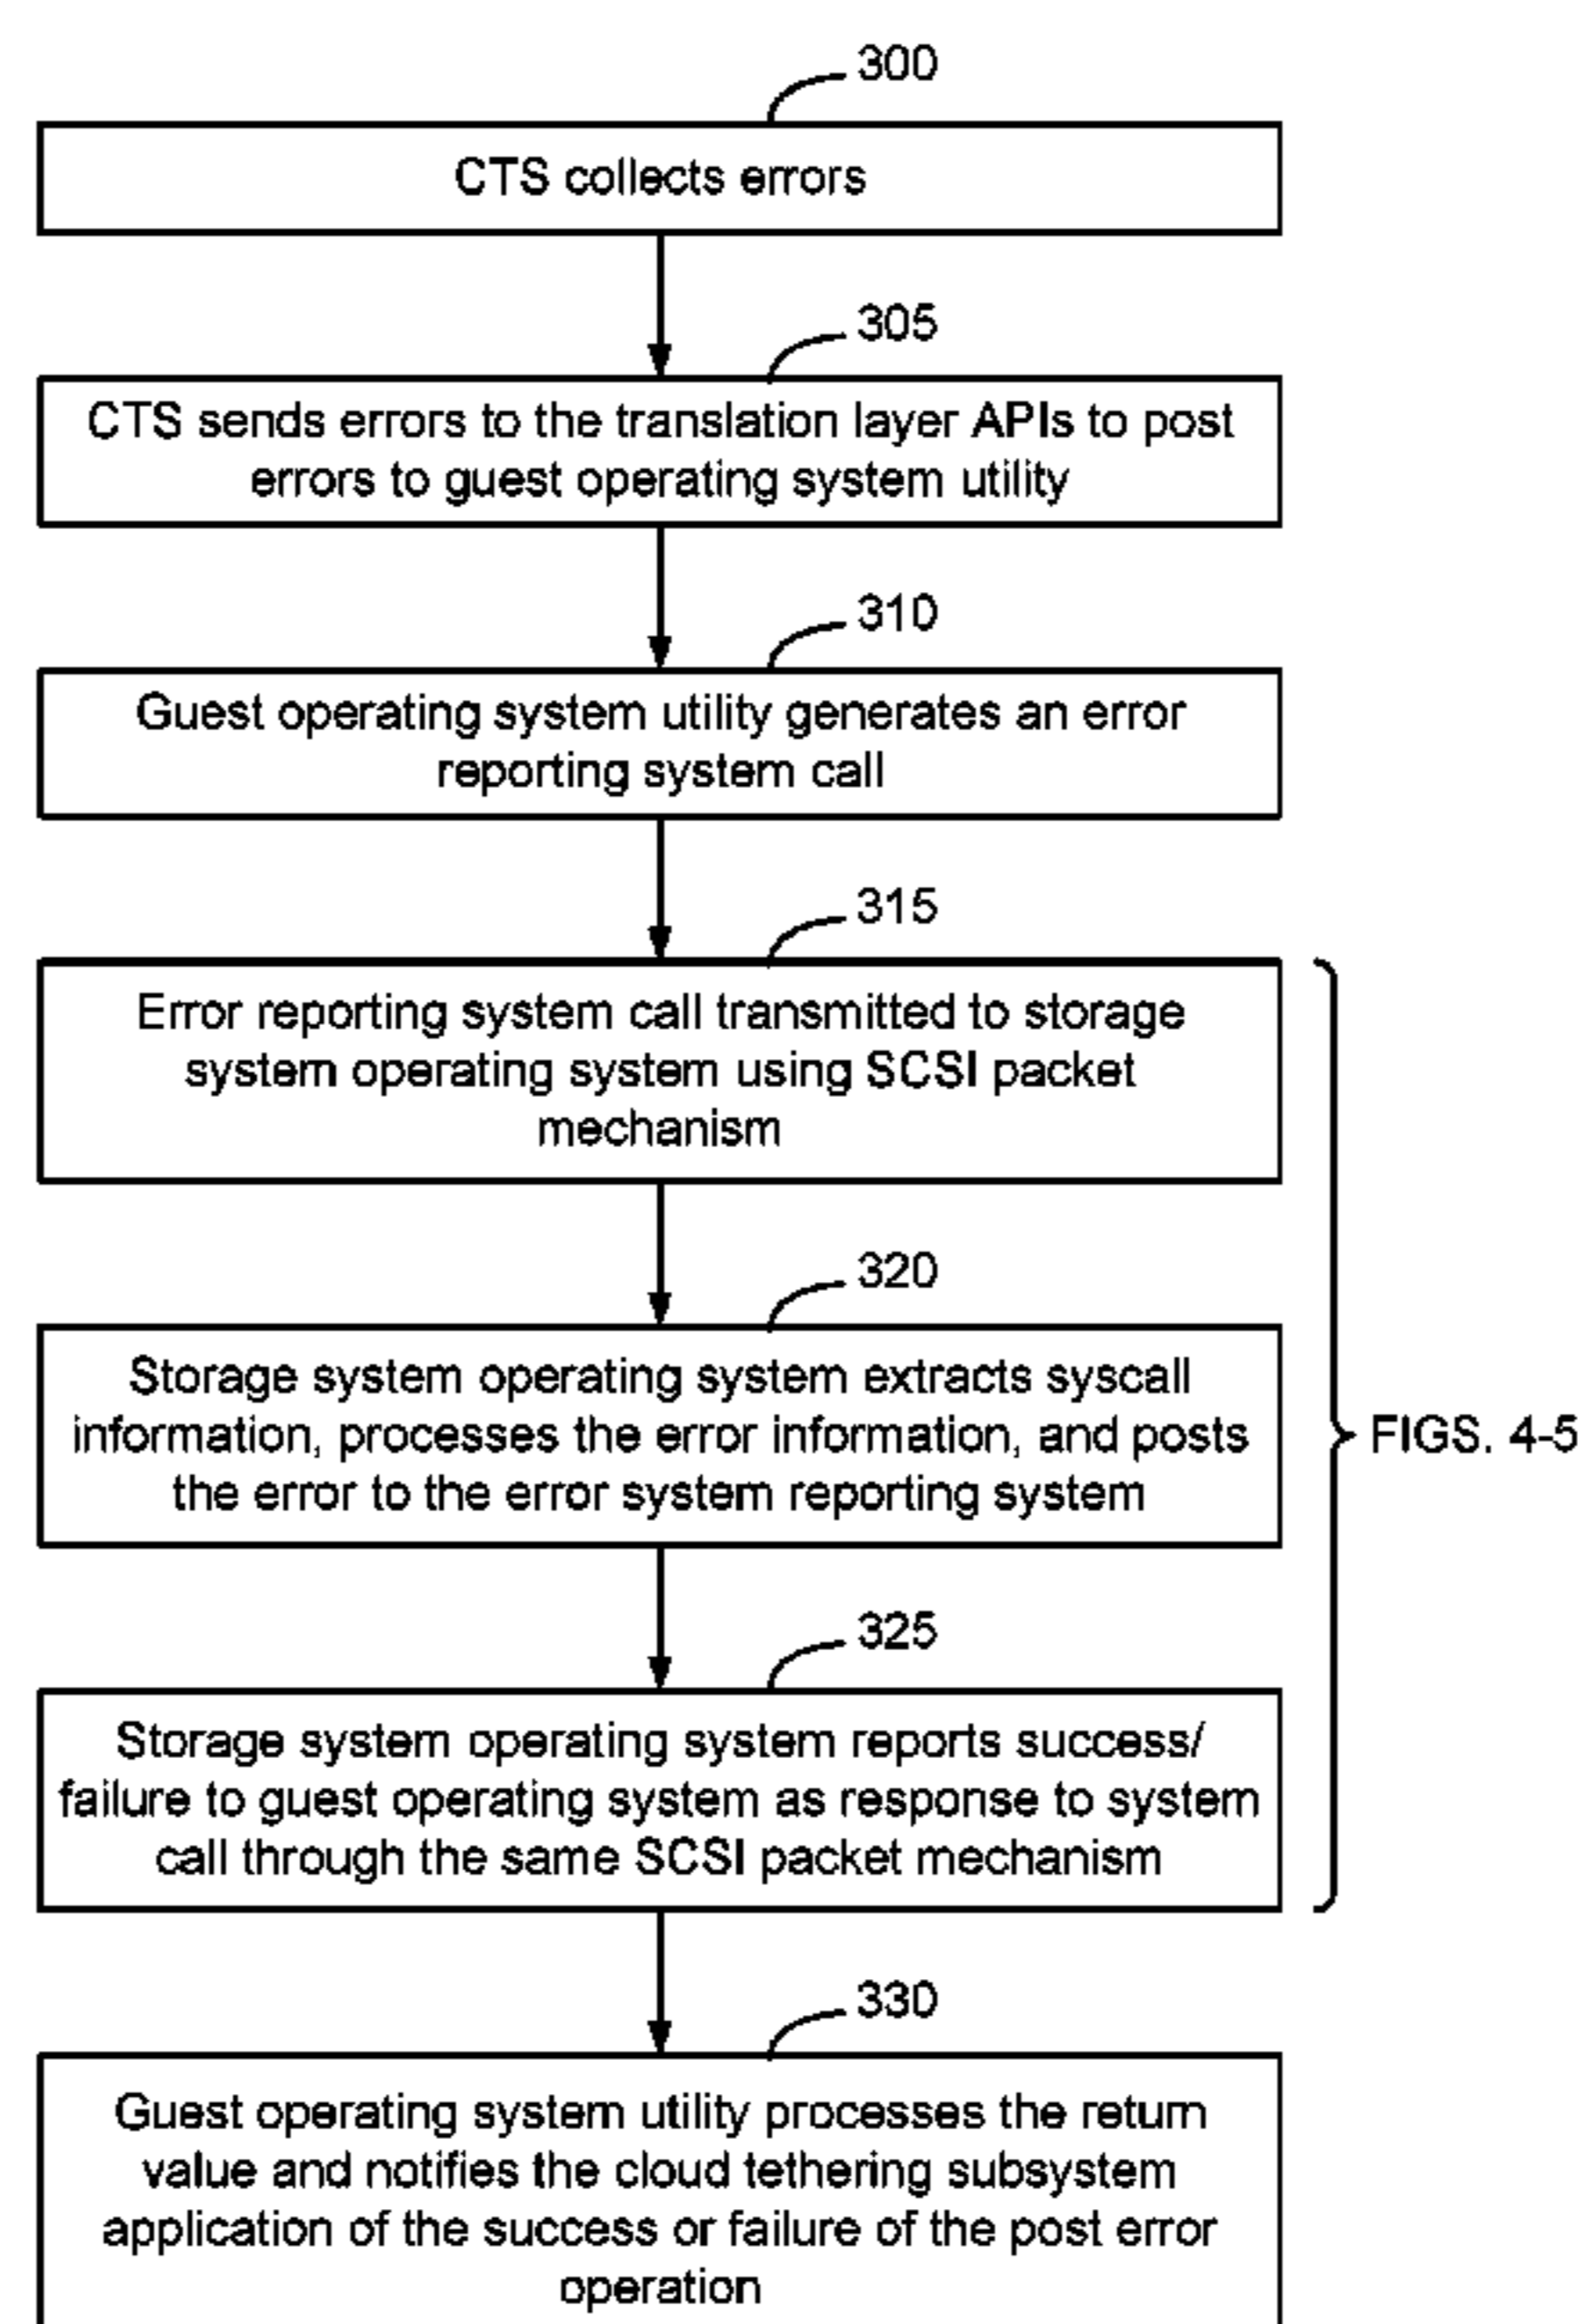 300
CTS collects errors
305
CTS sends errors to the translation layer APIs to post
errors to guest operating system utility
310
Guest operating system utility generates an error
reporting system call
315
Error reporting system call transmitted to storage
system operating system using SCSI packet
mechanism
320
Storage system operating system extracts syscall
information, processes the error information, and posts
the error to the error system reporting system
FIGS. 4-5
325
Storage system operating system reports success/
failure to guest operating system as response to system
call through the same SCSI packet mechanism
330
Guest operating system utility processes the return
value and notifies the cloud tethering subsystem
application of the success or failure of the post error
operation